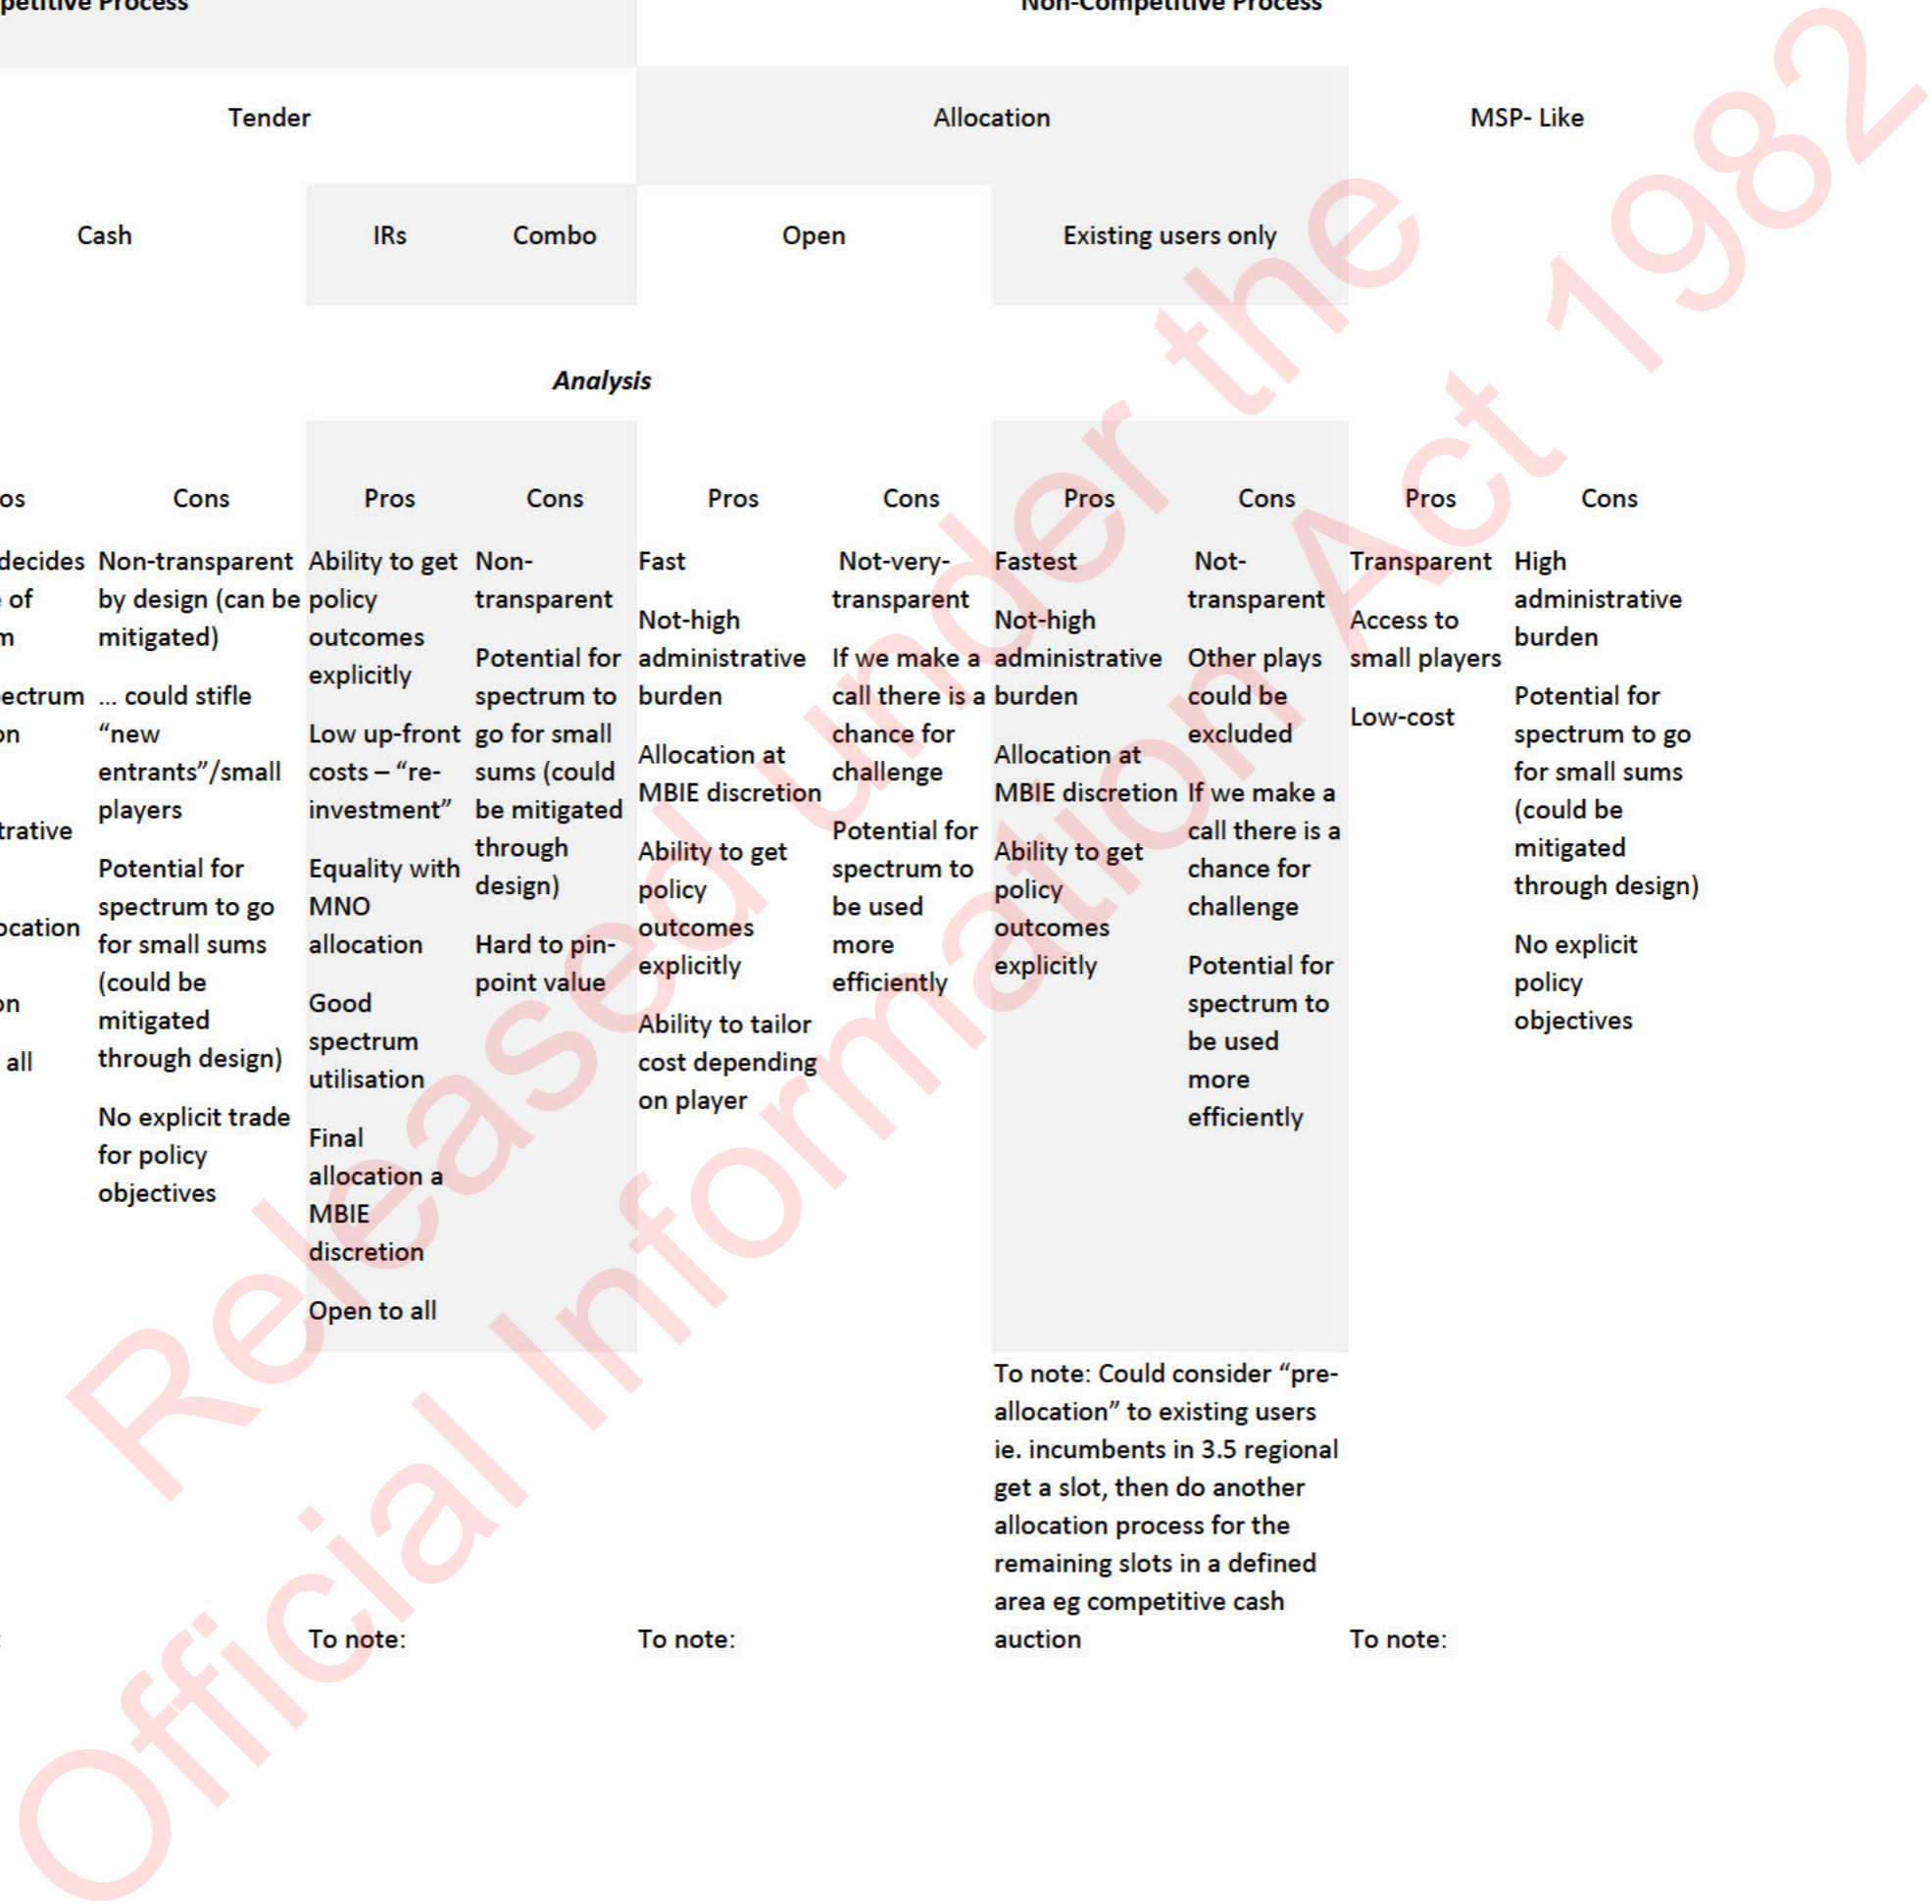 Non-Competitive Process
Tender
Allocation
MSP- Like
Cash
IRs
Combo
Open
Existing users only
Analysis
Cons
Pros
Cons
Pros
Cons
Pros
Cons
Pros
Cons
decides
of
Non-transparent
by design (can be
mitigated)
... could stifle
“new
entrants”/small
players
Potential for
spectrum to go
for small sums
(could be
mitigated
through design)
No explicit trade
for policy
objectives
all
Ability to get
policy
outcomes
explicitly
Low up-front
costs – “re-
investment”
Equality with
MNO
allocation
Good
spectrum
utilisation
Final
allocation a
MBIE
discretion
Open to all
Non-
transparent
Potential for
spectrum to
go for small
sums (could
be mitigated
through
design)
Hard to pin-
point value
Fast
Not-high
administrative
burden
Allocation at
MBIE discretion
Ability to get
policy
outcomes
explicitly
Ability to tailor
cost depending
on player
Not-very-
transparent
If we make a
call there is a
chance for
challenge
Potential for
spectrum to
be used
more
efficiently
Fastest
Not-high
administrative
burden
Allocation at
MBIE discretion
Ability to get
policy
outcomes
explicitly
Not-
transparent
Other plays
could be
excluded
If we make a
call there is a
chance for
challenge
Potential for
spectrum to
be used
more
efficiently
Transparent
Access to
small players
Low-cost
High
administrative
burden
Potential for
spectrum to go
for small sums
(could be
mitigated
through design)
No explicit
policy
objectives
To note:
To note:
To note: Could consider “pre-
allocation” to existing users
ie. incumbents in 3.5 regional
get a slot, then do another
allocation process for the
remaining slots in a defined
area eg competitive cash
auction
To note:
Released under the
Official Information Act 1982